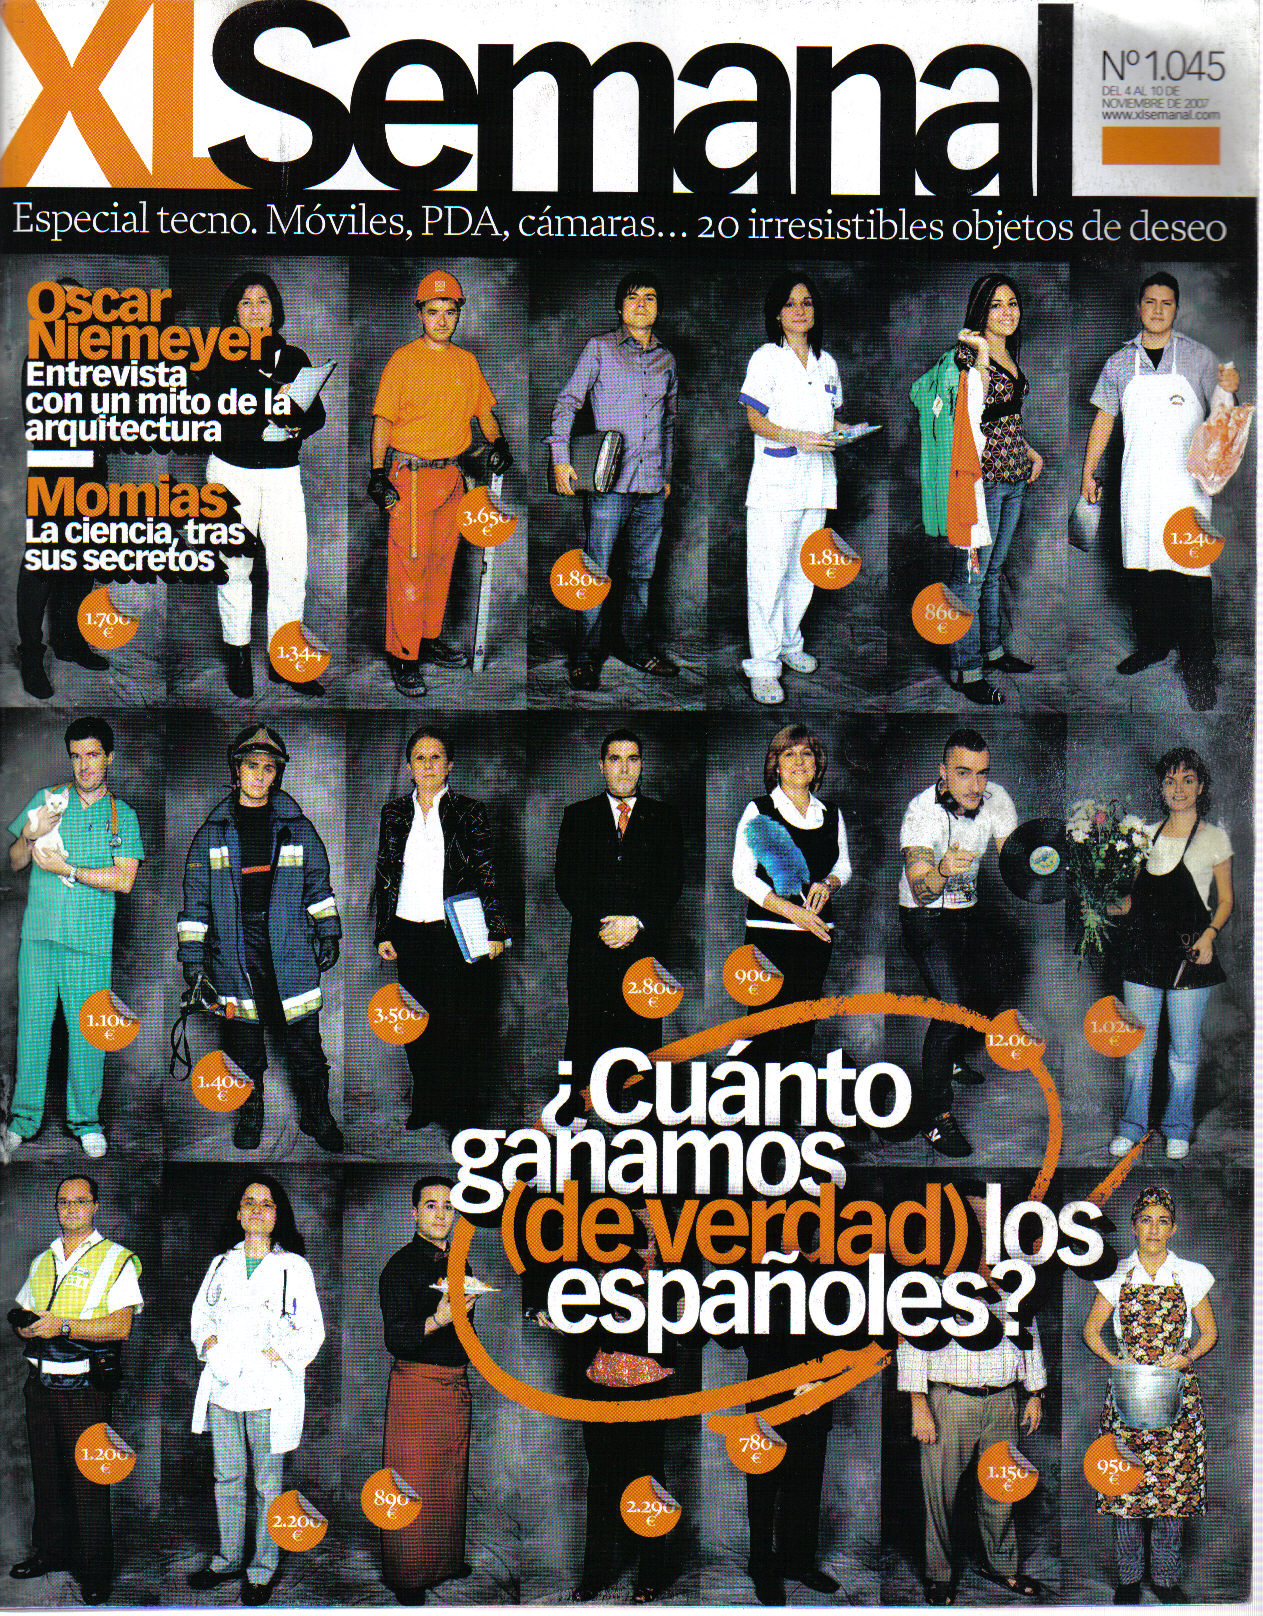 XLSemanal
Nº 1.045
DEL 4 AL 10 DE
NOVIEMBRE DE 2007
www.xlsemanal.com
Especial tecno. Móviles, PDA, cámaras... 20 irresistibles objetos de deseo
Oscar
Niemeyer
Entrevista
con un mito de la
arquitectura
Momias
La ciencia, tras
sus secretos
1.700
€
1.344
€
3.650
€
1.800
€
1.810
€
860
€
1.240
€
1.100
€
1.400
€
3.500
€
2.800
€
900
€
12.000
€
1.020
€
¿Cuánto
ganamos
(de verdad) los
españoles?
1.200
€
2.200
€
890
€
2.290
€
780
€
1.150
€
950
€